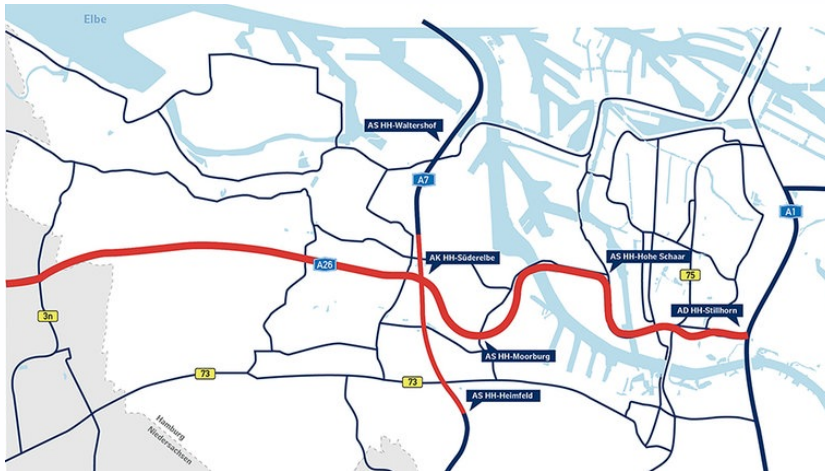 Elbe
AS HH-Waltershof
A7
A1
AS HH-Hohe Schaar
AK HH-Süderelbe
A26
75
AD HH-Stillhorn
3n
AS HH-Moorburg
73
73
AS HH-Heimfeld
Hamburg
Niedersachsen